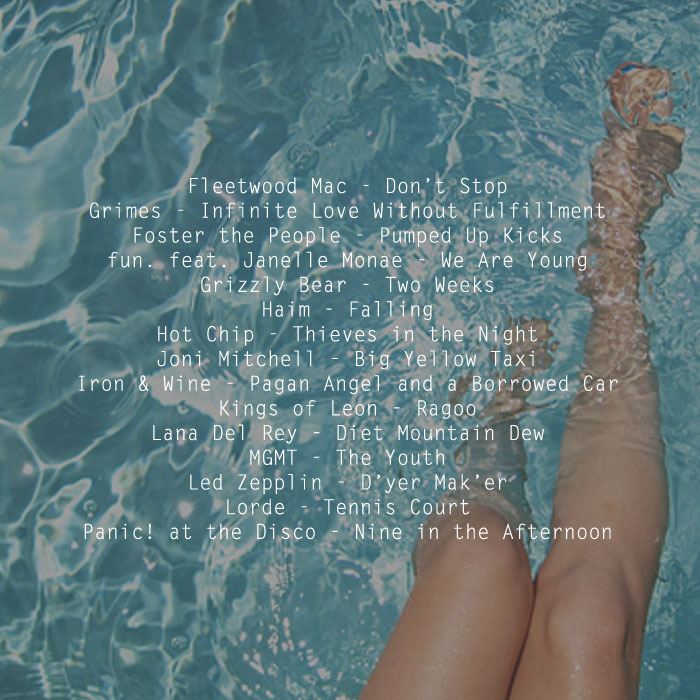 Fleetwood Mac - Don't Stop
Grimes - Infinite Love Without Fulfillment
Foster the People - Pumped Up Kicks
fun. feat. Janelle Monae - We Are Young
Grizzly Bear - Two Weeks
Haim - Falling
Hot Chip - Thieves in the Night
Joni Mitchell - Big Yellow Taxi
Iron & Wine - Pagan Angel and a Borrowed Car
Kings of Leon - Ragoo
Lana Del Rey - Diet Mountain Dew
MGMT - The Youth
Led Zepplin - D'yer Mak'er
Lorde - Tennis Court
Panic! at the Disco - Nine in the Afternoon